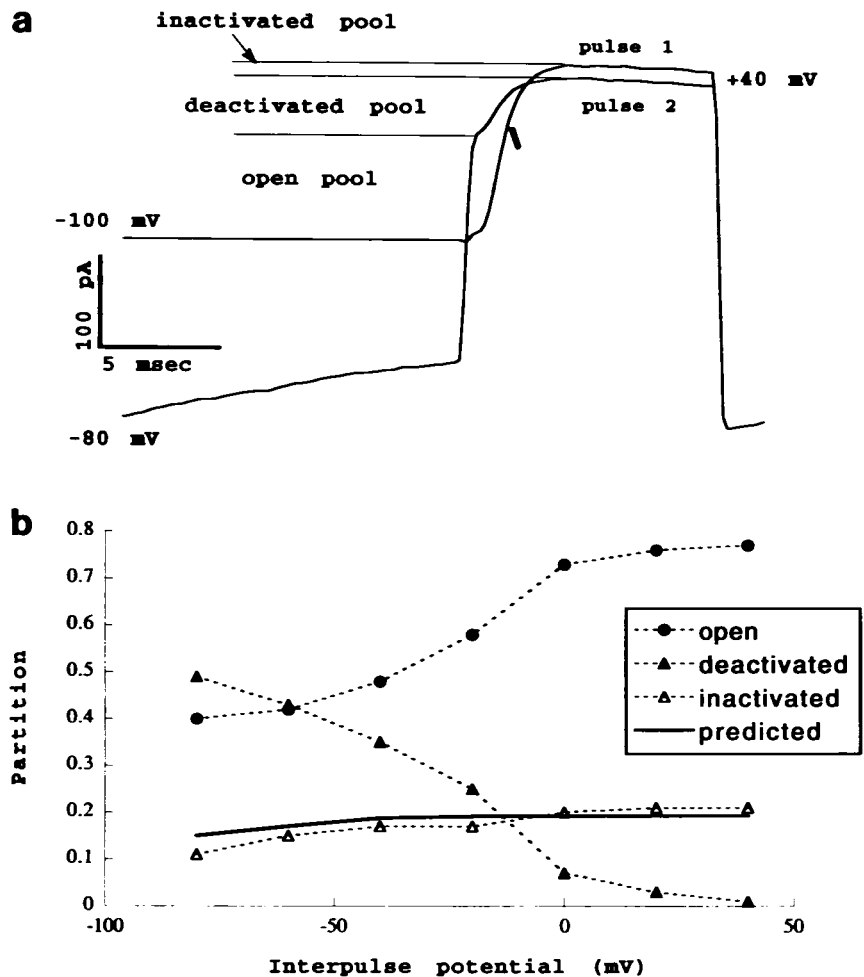 a
inactivated pool
pulse 1
+40 mV
deactivated pool
pulse 2
open pool
-100 mV
100 pA
5 msec
-80 mV
b
0.8
0.7
0.6
0.5
0.4
0.3
0.2
0.1
0
Partition
open
deactivated
inactivated
predicted
-100
-50
0
50
Interpulse potential (mV)